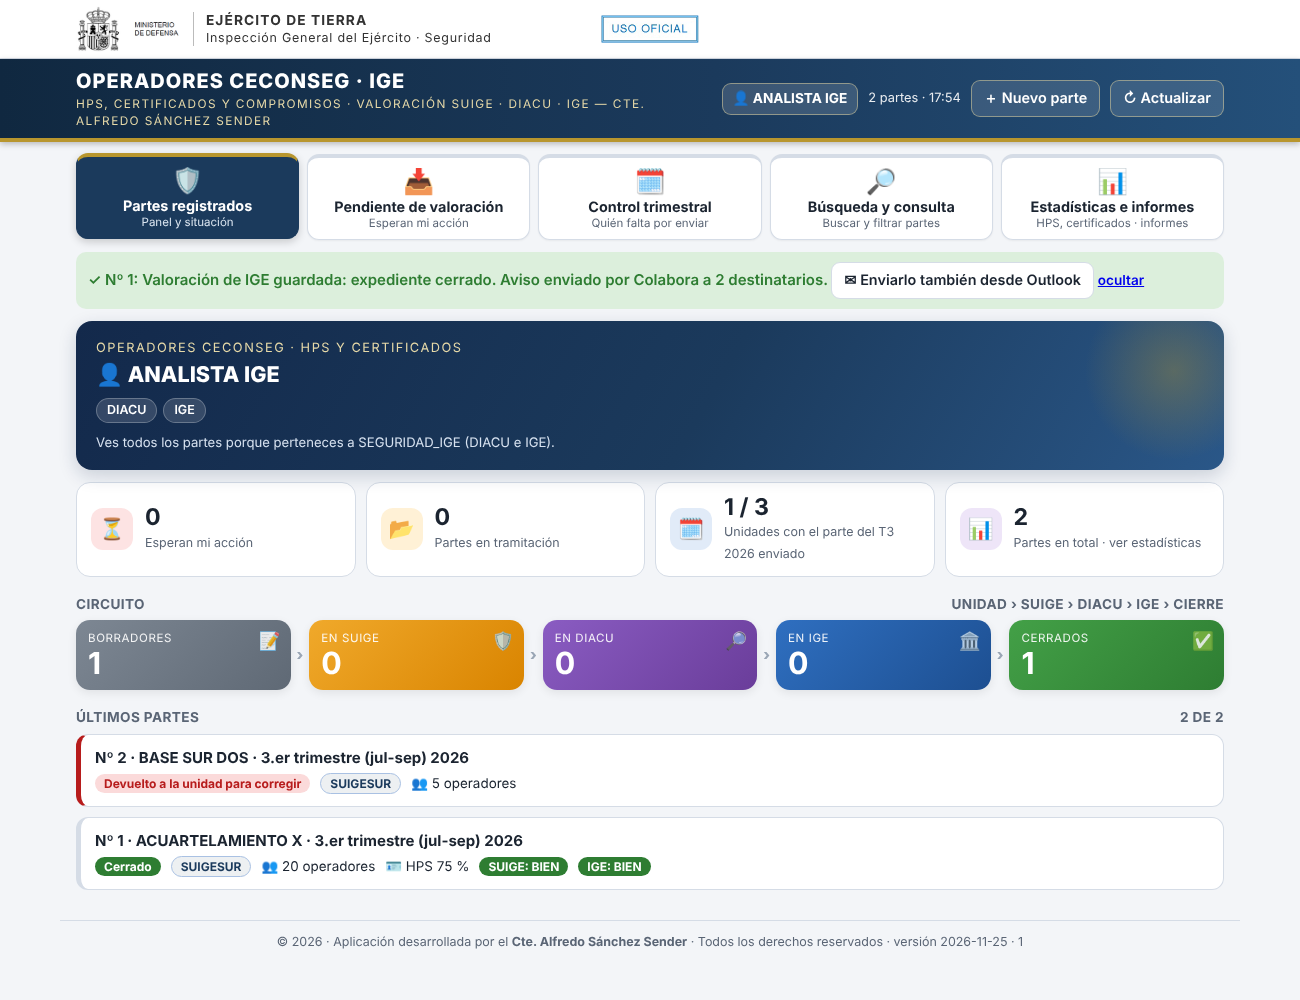 MINISTERIO
DE DEFENSA
EJÉRCITO DE TIERRA
Inspección General del Ejército · Seguridad
USO OFICIAL
OPERADORES CECONSEG · IGE
HPS, CERTIFICADOS Y COMPROMISOS · VALORACIÓN SUIGE · DIACU · IGE — CTE.
ALFREDO SÁNCHEZ SENDER
👤 ANALISTA IGE
2 partes · 17:54
+ Nuevo parte
↻ Actualizar
Partes registrados
Panel y situación
Pendiente de valoración
Esperan mi acción
Control trimestral
Quién falta por enviar
Búsqueda y consulta
Buscar y filtrar partes
Estadísticas e informes
HPS, certificados · informes
✓ Nº 1: Valoración de IGE guardada: expediente cerrado. Aviso enviado por Colabora a 2 destinatarios. ✉ Enviarlo también desde Outlook ocultar
OPERADORES CECONSEG · HPS Y CERTIFICADOS
👤 ANALISTA IGE
DIACU IGE
Ves todos los partes porque perteneces a SEGURIDAD_IGE (DIACU e IGE).
0
Esperan mi acción
0
Partes en tramitación
1 / 3
Unidades con el parte del T3
2026 enviado
2
Partes en total · ver estadísticas
CIRCUITO
UNIDAD › SUIGE › DIACU › IGE › CIERRE
BORRADORES
1
›
EN SUIGE
0
›
EN DIACU
0
›
EN IGE
0
›
CERRADOS
1
ÚLTIMOS PARTES
2 DE 2
Nº 2 · BASE SUR DOS · 3.er trimestre (jul-sep) 2026
Devuelto a la unidad para corregir SUIGESUR 👥 5 operadores
Nº 1 · ACUARTELAMIENTO X · 3.er trimestre (jul-sep) 2026
Cerrado SUIGESUR 👥 20 operadores 🪪 HPS 75 % SUIGE: BIEN IGE: BIEN
© 2026 · Aplicación desarrollada por el Cte. Alfredo Sánchez Sender · Todos los derechos reservados · versión 2026-11-25 · 1